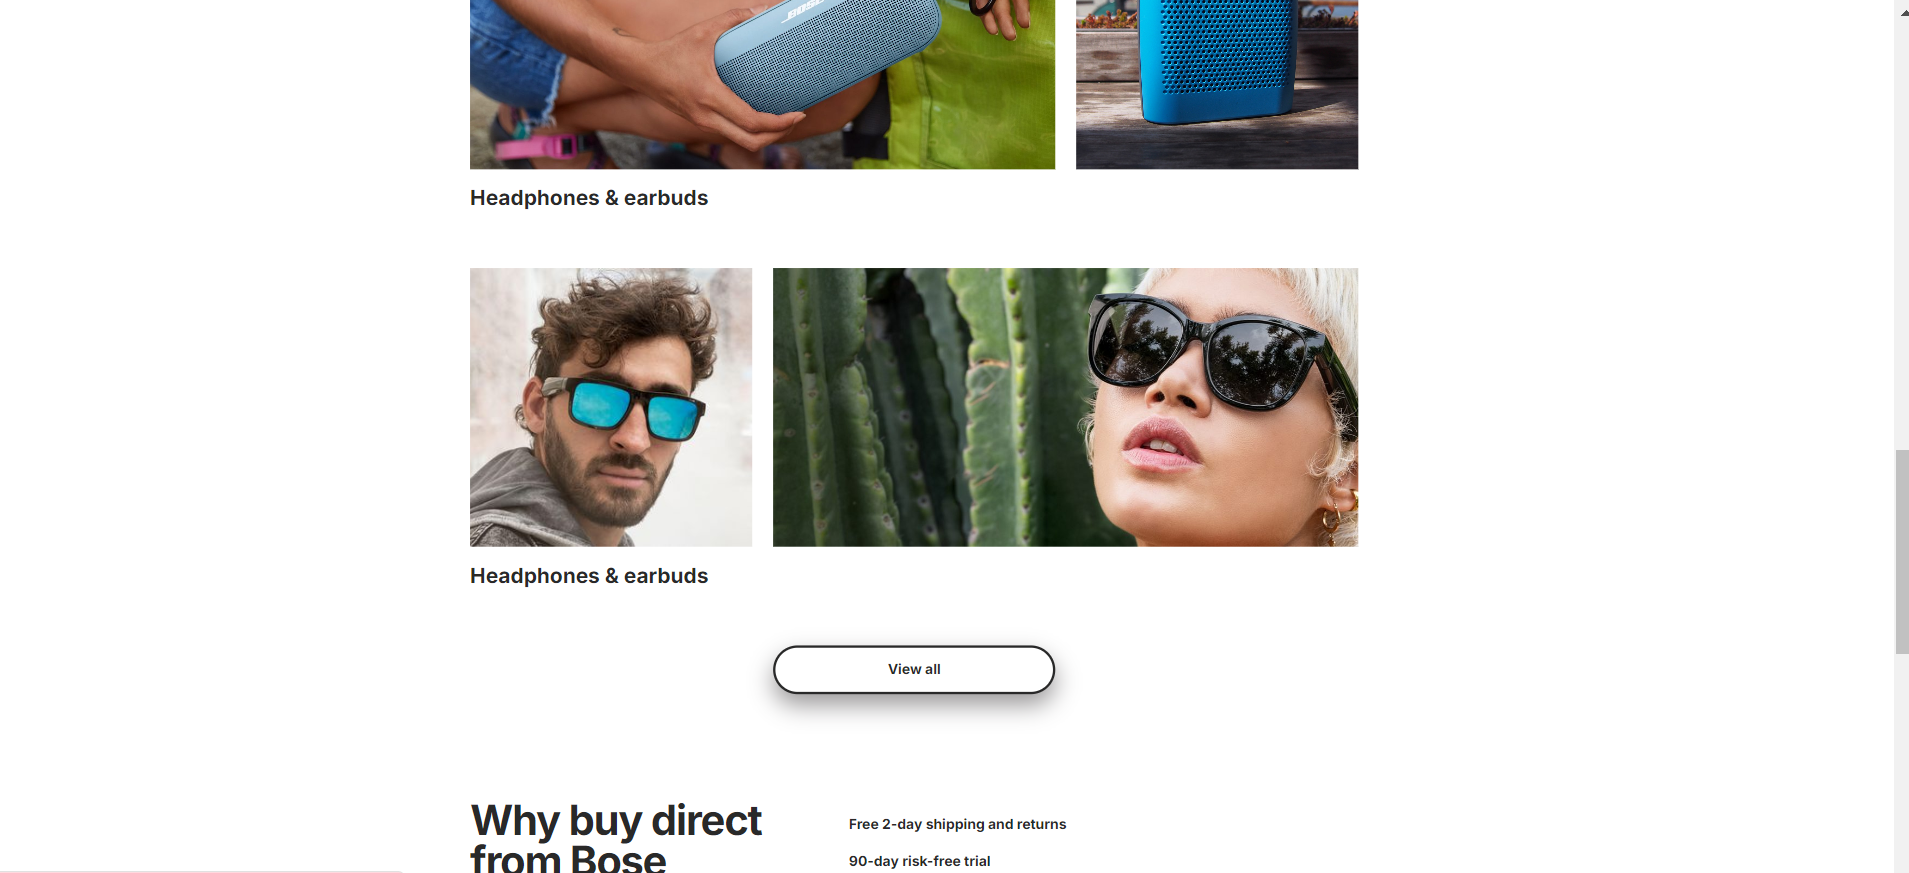 BOSE
Headphones & earbuds
Headphones & earbuds
View all
Why buy direct
from Bose
Free 2-day shipping and returns
90-day risk-free trial